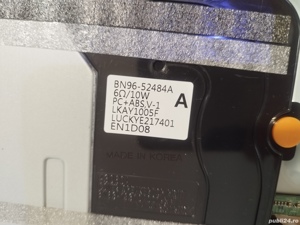 BN96-52484A
6Ω/10W
PC+ABS,V-1
LKAY1005F
LUCKYE217401
EN1D08
A
MADE IN KOREA
publi24.ro